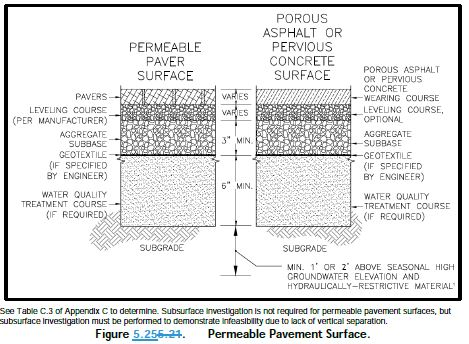 PERMEABLE
PAVER
SURFACE
POROUS
ASPHALT OR
PERVIOUS
CONCRETE
SURFACE
PAVERS
LEVELING COURSE
(PER MANUFACTURER)
AGGREGATE
SUBBASE
GEOTEXTILE
(IF SPECIFIED
BY ENGINEER)
WATER QUALITY
TREATMENT COURSE
(IF REQUIRED)
SUBGRADE
VARIES
VARIES
3" MIN.
6" MIN.
POROUS ASPHALT
OR PERVIOUS
CONCRETE
WEARING COURSE
LEVELING COURSE,
OPTIONAL
AGGREGATE
SUBBASE
GEOTEXTILE
(IF SPECIFIED
BY ENGINEER)
WATER QUALITY
TREATMENT COURSE
(IF REQUIRED)
SUBGRADE
MIN. 1' OR 2' ABOVE SEASONAL HIGH
GROUNDWATER ELEVATION AND
HYDRAULICALLY-RESTRICTIVE MATERIAL¹
See Table C.3 of Appendix C to determine. Subsurface investigation is not required for permeable pavement surfaces, but
subsurface investigation must be performed to demonstrate infeasibility due to lack of vertical separation.
Figure 5.255.21. Permeable Pavement Surface.